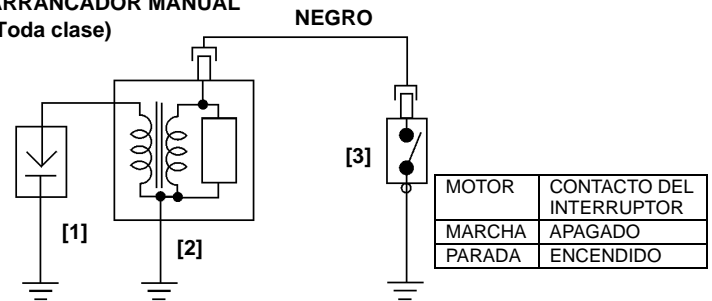 ARRANCADOR MANUAL
(Toda clase)
NEGRO
[1]
[2]
[3]
MOTOR CONTACTO DEL INTERRUPTOR
MARCHA APAGADO
PARADA ENCENDIDO